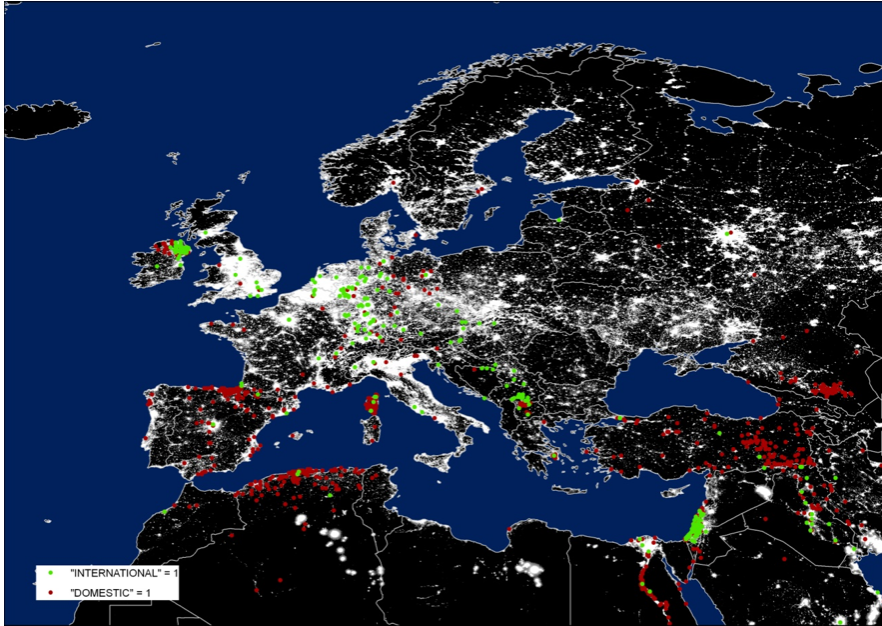 "INTERNATIONAL" = 1
"DOMESTIC" = 1